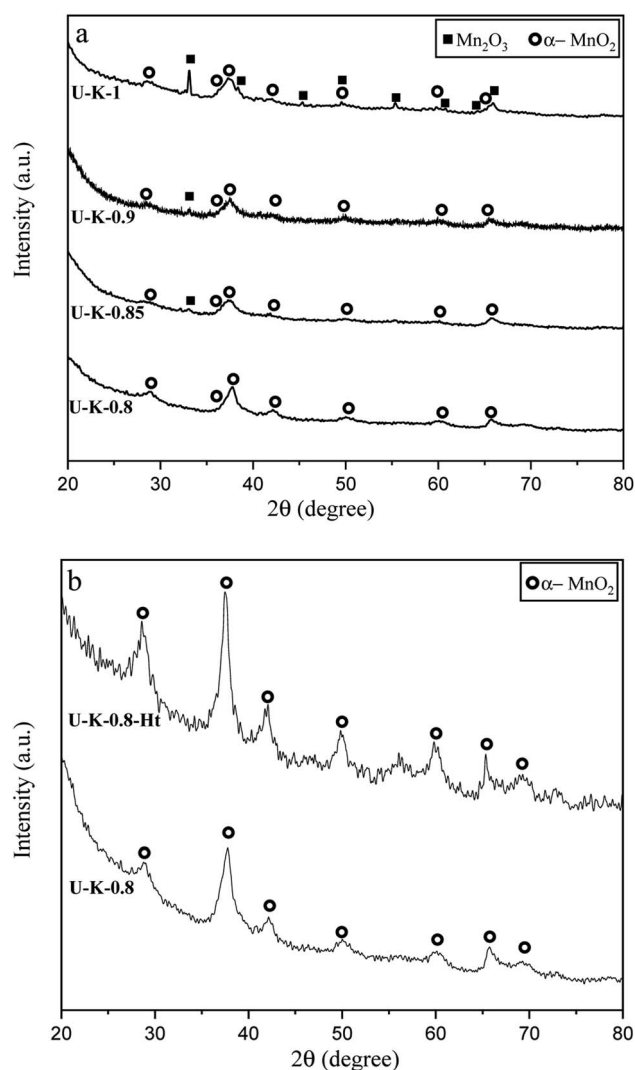 a
■ Mn₂O₃ o α− MnO₂
U-K-1
U-K-0.9
U-K-0.85
U-K-0.8
Intensity (a.u.)
20 30 40 50 60 70 80
2θ (degree)
b
o α− MnO₂
U-K-0.8-Ht
U-K-0.8
Intensity (a.u.)
20 30 40 50 60 70 80
2θ (degree)